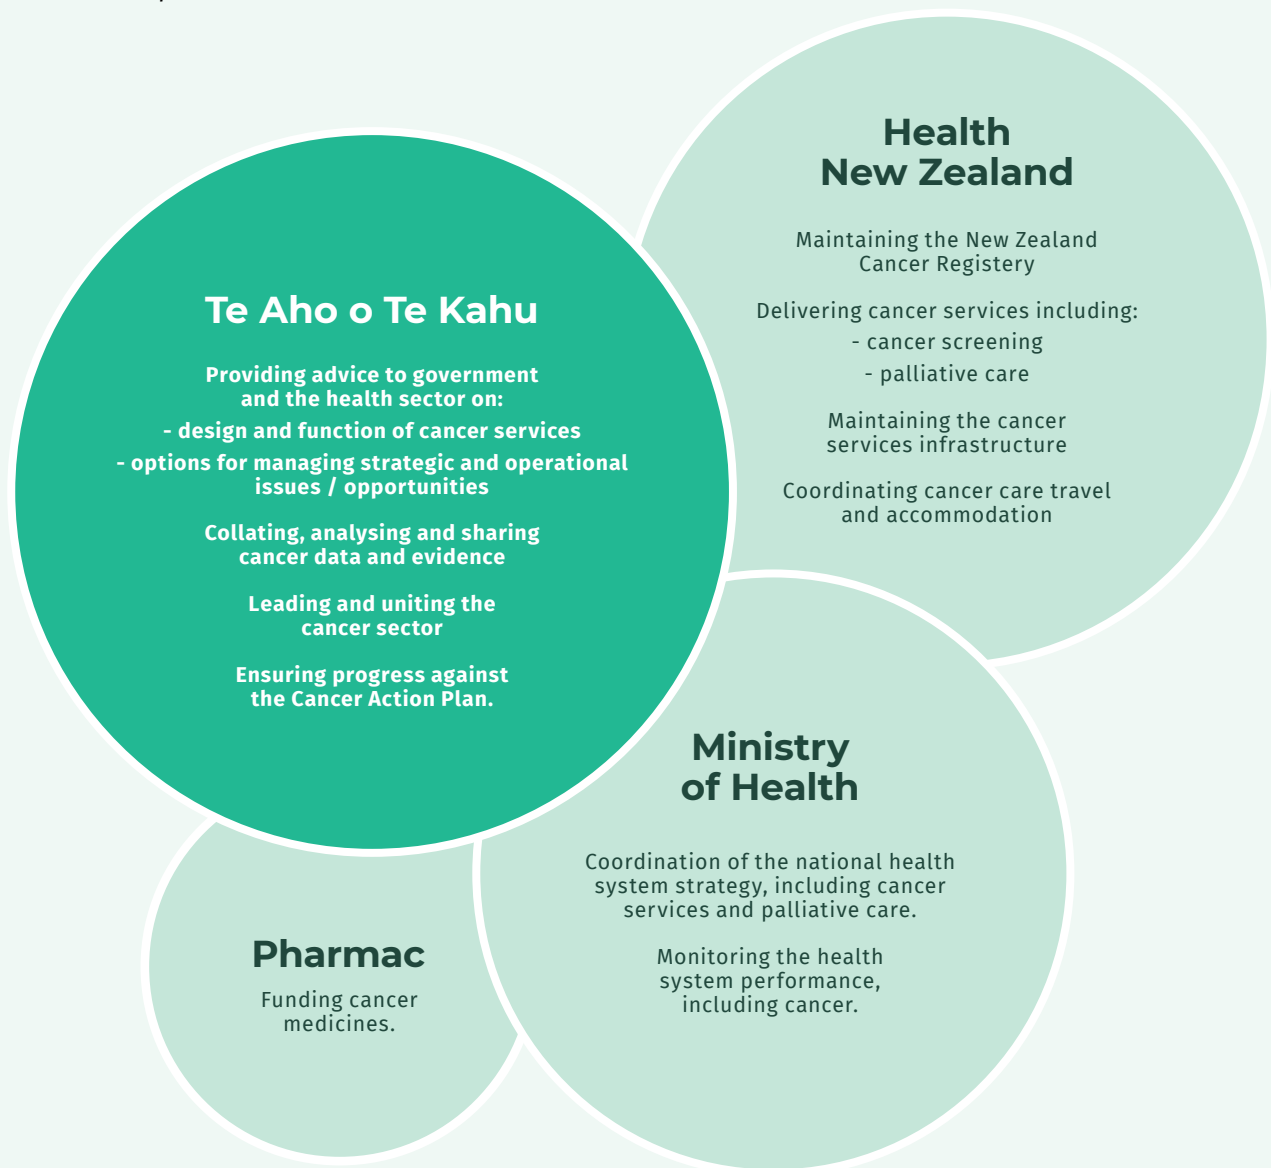 Health
New Zealand
Maintaining the New Zealand
Cancer Registery
Delivering cancer services including:
- cancer screening
- palliative care
Maintaining the cancer
services infrastructure
Coordinating cancer care travel
and accommodation
Te Aho o Te Kahu
Providing advice to government
and the health sector on:
- design and function of cancer services
- options for managing strategic and operational
issues / opportunities
Collating, analysing and sharing
cancer data and evidence
Leading and uniting the
cancer sector
Ensuring progress against
the Cancer Action Plan.
Ministry
of Health
Coordination of the national health
system strategy, including cancer
services and palliative care.
Monitoring the health
system performance,
including cancer.
Pharmac
Funding cancer
medicines.